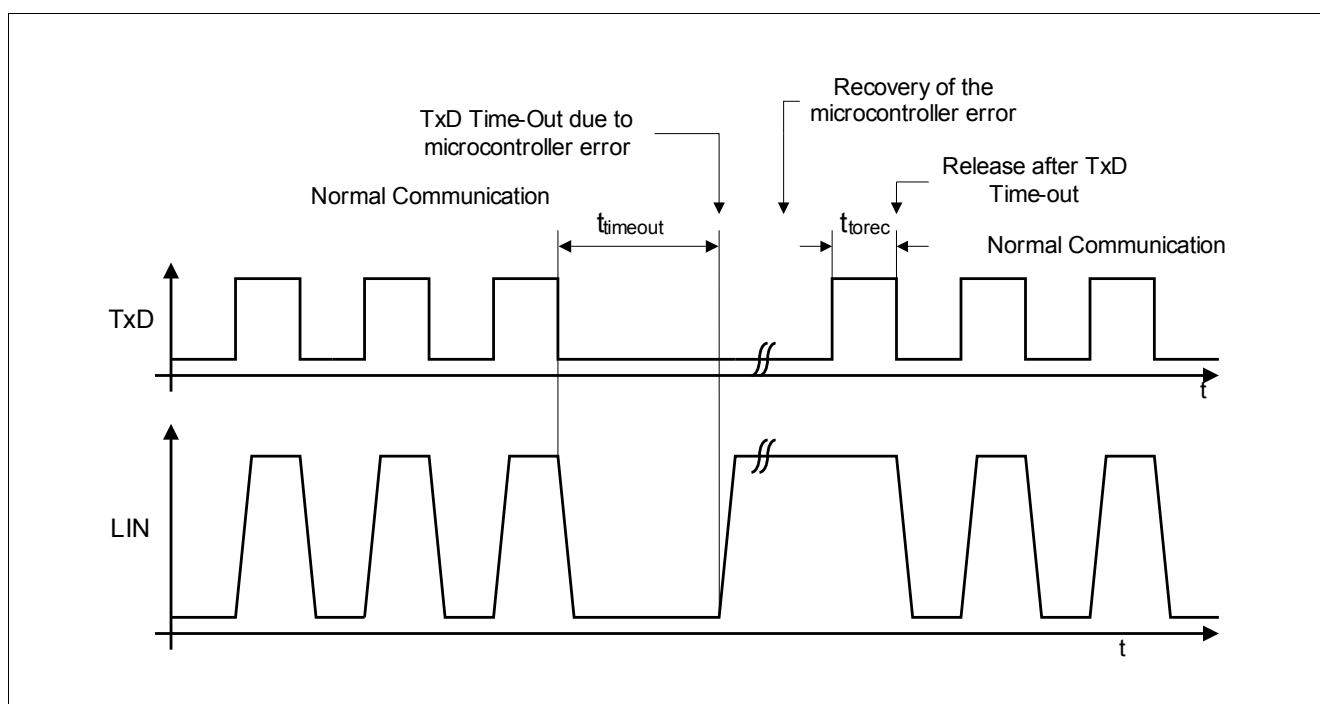 Recovery of the
microcontroller error
TxD Time-Out due to
microcontroller error
Release after TxD
Time-out
Normal Communication
ttimeout
ttorec
Normal Communication
TxD
t
LIN
t